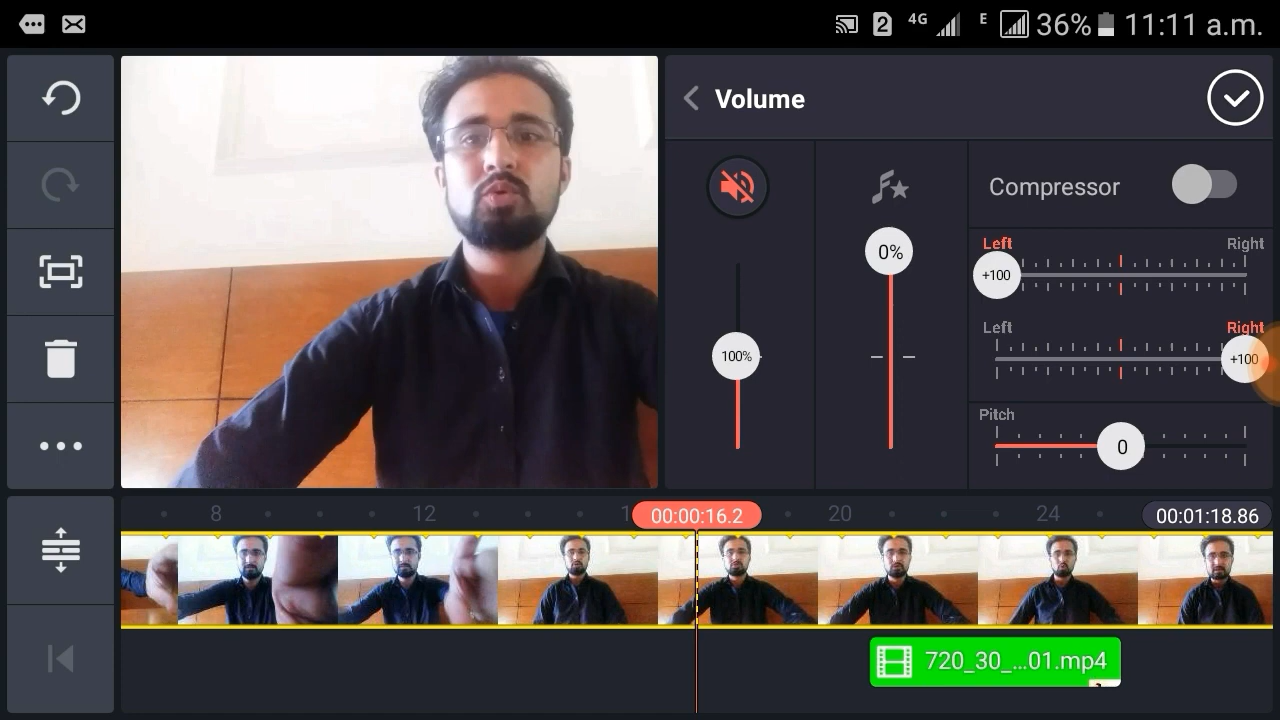 2 4G E 36% 11:11 a.m.
Volume
Compressor
0%
100%
Left Right
+100
Left Right
+100
Pitch
0
8 12 00:00:16.2 20 24 00:01:18.86
720_30_...01.mp4